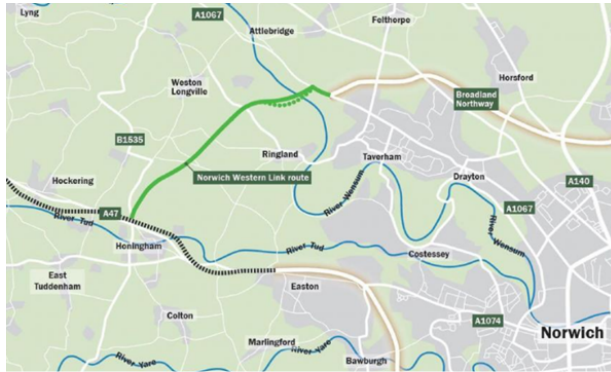 Lyng
A1067
Attlebridge
Felthorpe
Weston
Longville
Horsford
Broadland
Northway
B1535
Ringland
Taverham
Hockering
Norwich Western Link route
Drayton
A140
River Wensum
A47
River Tud
A1067
River
Wensum
Honingham
River Tud
Costessey
East
Tuddenham
Easton
Colton
A1074
Norwich
Marlingford
River Yare
River Yare
Bawburgh